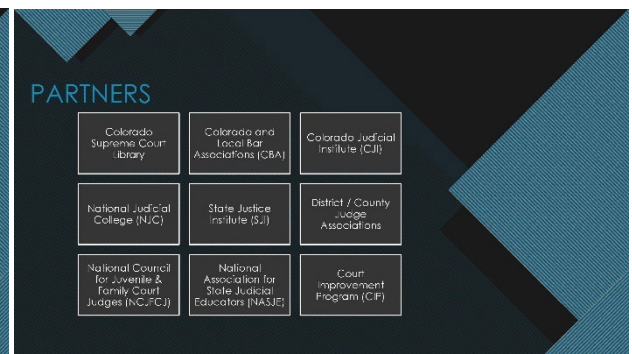 PARTNERS
Colorado
Supreme Court
Library
Colorado and
Local Bar
Associations (CBA)
Colorado Judicial
Institute (CJI)
National Judicial
College (NJC)
State Justice
Institute (SJI)
District / County
Judge
Associations
National Council
for Juvenile &
Family Court
Judges (NCJFCJ)
National
Association for
State Judicial
Educators (NASJE)
Court
Improvement
Program (CIP)